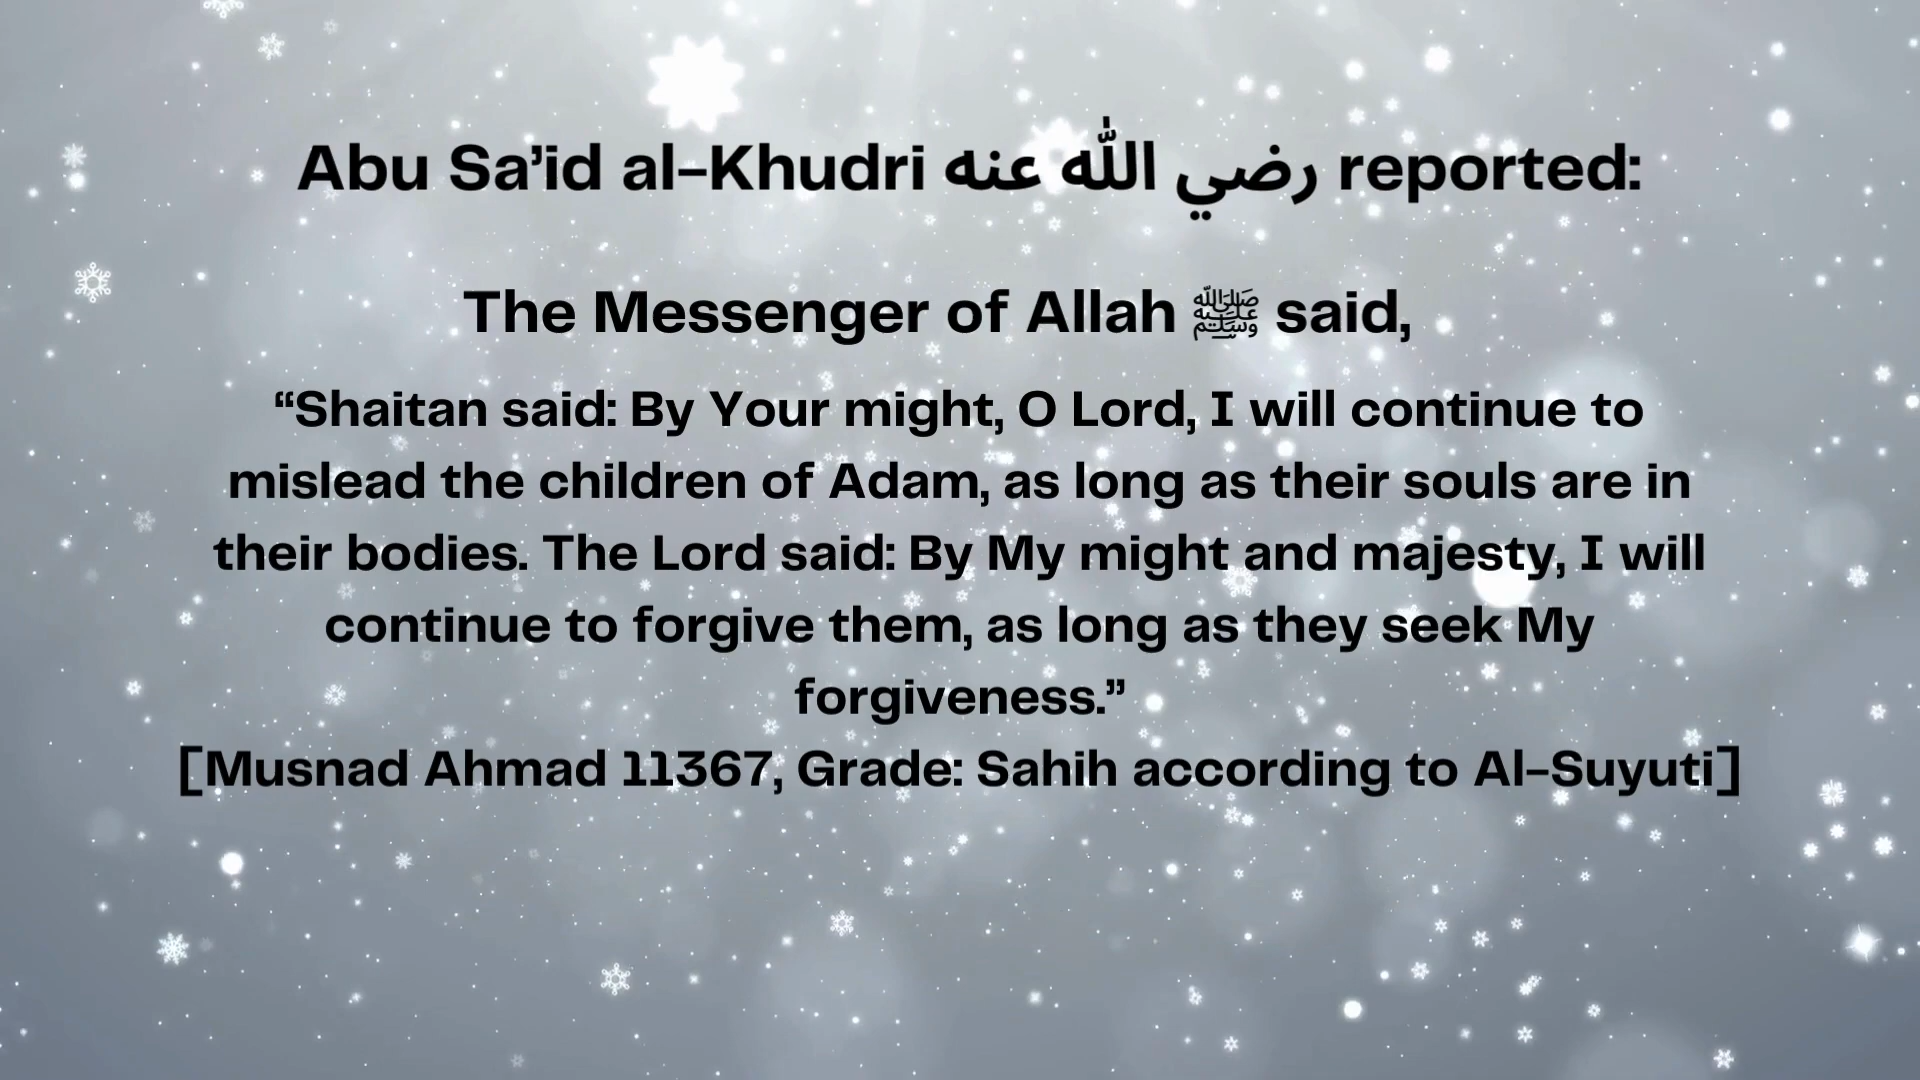 Abu Sa’id al-Khudri رضي الله عنه reported:
The Messenger of Allah ﷺ said,
“Shaitan said: By Your might, O Lord, I will continue to
mislead the children of Adam, as long as their souls are in
their bodies. The Lord said: By My might and majesty, I will
continue to forgive them, as long as they seek My
forgiveness.”
[Musnad Ahmad 11367, Grade: Sahih according to Al-Suyuti]